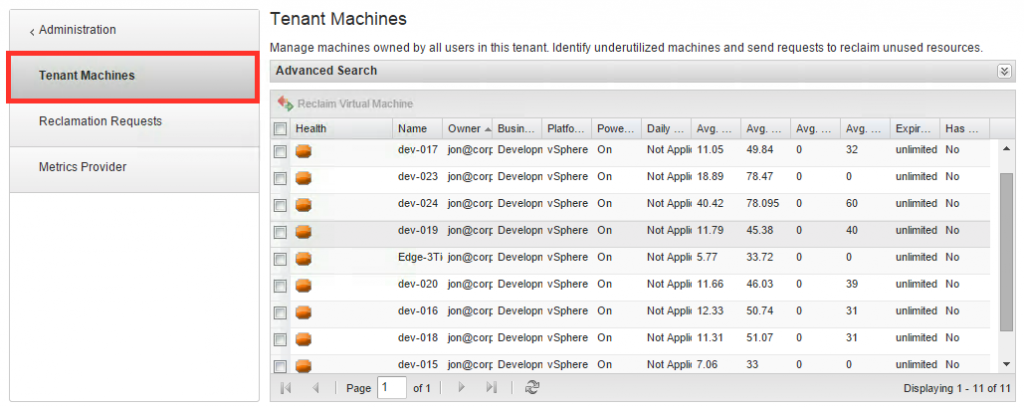 ‹ Administration
Tenant Machines
Reclamation Requests
Metrics Provider
Tenant Machines
Manage machines owned by all users in this tenant. Identify underutilized machines and send requests to reclaim unused resources.
Advanced Search
Reclaim Virtual Machine
Health Name Owner Busin... Platfo... Powe... Daily ... Avg. ... Avg. ... Avg. ... Avg. ... Expir... Has ...
dev-017 jon@corp Developn vSphere On Not Appli 11.05 49.84 0 32 unlimited No
dev-023 jon@corp Developn vSphere On Not Appli 18.89 78.47 0 0 unlimited No
dev-024 jon@corp Developn vSphere On Not Appli 40.42 78.095 0 60 unlimited No
dev-019 jon@corp Developn vSphere On Not Appli 11.79 45.38 0 40 unlimited No
Edge-3Ti jon@corp Developn vSphere On Not Appli 5.77 33.72 0 0 unlimited No
dev-020 jon@corp Developn vSphere On Not Appli 11.66 46.03 0 39 unlimited No
dev-016 jon@corp Developn vSphere On Not Appli 12.33 50.74 0 31 unlimited No
dev-018 jon@corp Developn vSphere On Not Appli 11.31 51.07 0 31 unlimited No
dev-015 jon@corp Developn vSphere On Not Appli 7.06 33 0 0 unlimited No
Page 1 of 1 Displaying 1 - 11 of 11